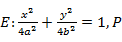 E: x²/4a² + y²/4b² = 1, P